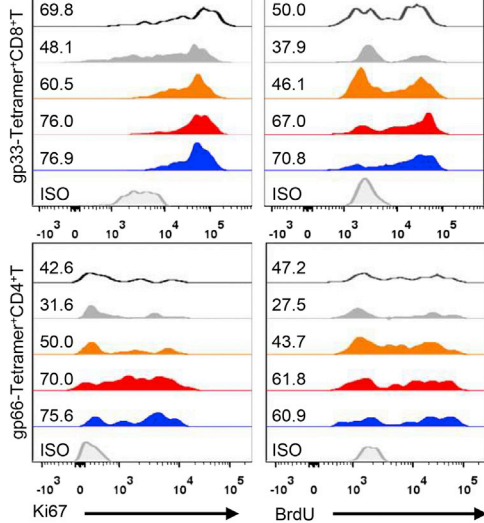 69.8 50.0
48.1 37.9
60.5 46.1
76.0 67.0
76.9 70.8
ISO
gp33-Tetramer⁺CD8⁺T
-10³ 0 10³ 10⁴ 10⁵ -10³ 0 10³ 10⁴ 10⁵
42.6 47.2
31.6 27.5
50.0 43.7
70.0 61.8
75.6 60.9
ISO ISO
gp66-Tetramer⁺CD4⁺T
-10³ 0 10³ 10⁴ 10⁵ -10³ 0 10³ 10⁴ 10⁵
Ki67 BrdU